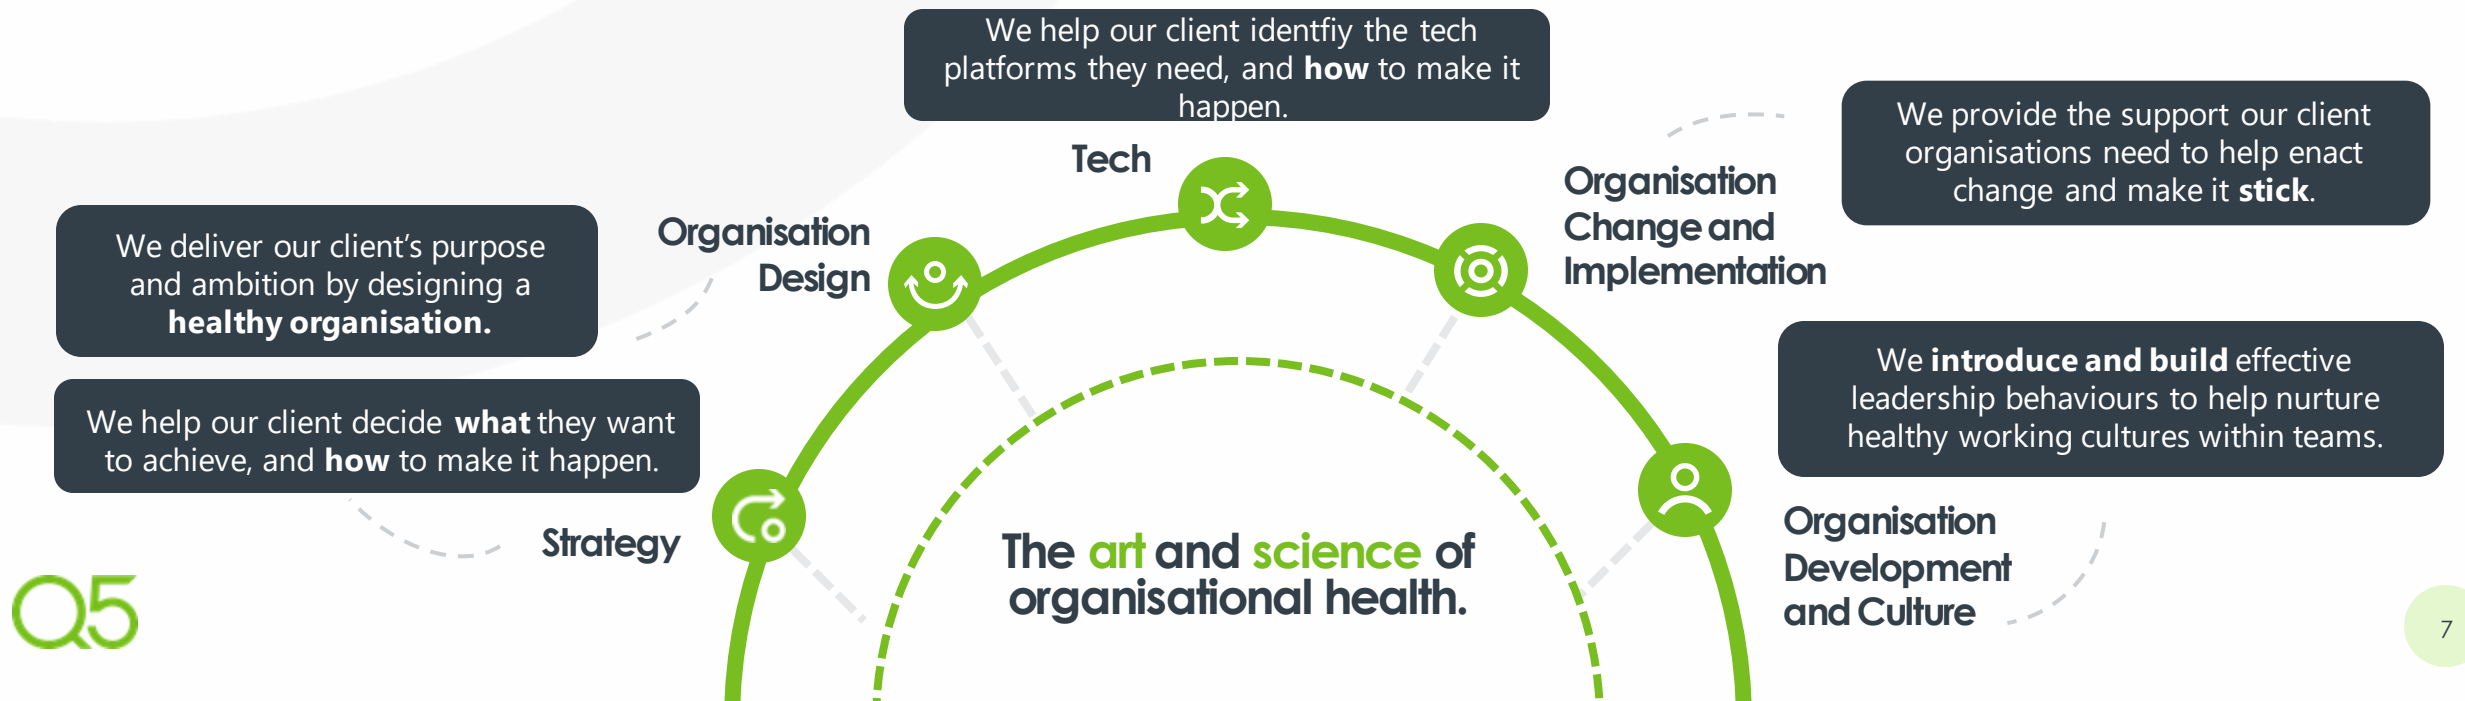 We help our client identfiy the tech
platforms they need, and how to make it
happen.
Tech
We provide the support our client
organisations need to help enact
change and make it stick.
Organisation
Change and
Implementation
We deliver our client’s purpose
and ambition by designing a
healthy organisation.
Organisation
Design
We introduce and build effective
leadership behaviours to help nurture
healthy working cultures within teams.
Organisation
Development
and Culture
We help our client decide what they want
to achieve, and how to make it happen.
Strategy
The art and science of
organisational health.
Q5
7